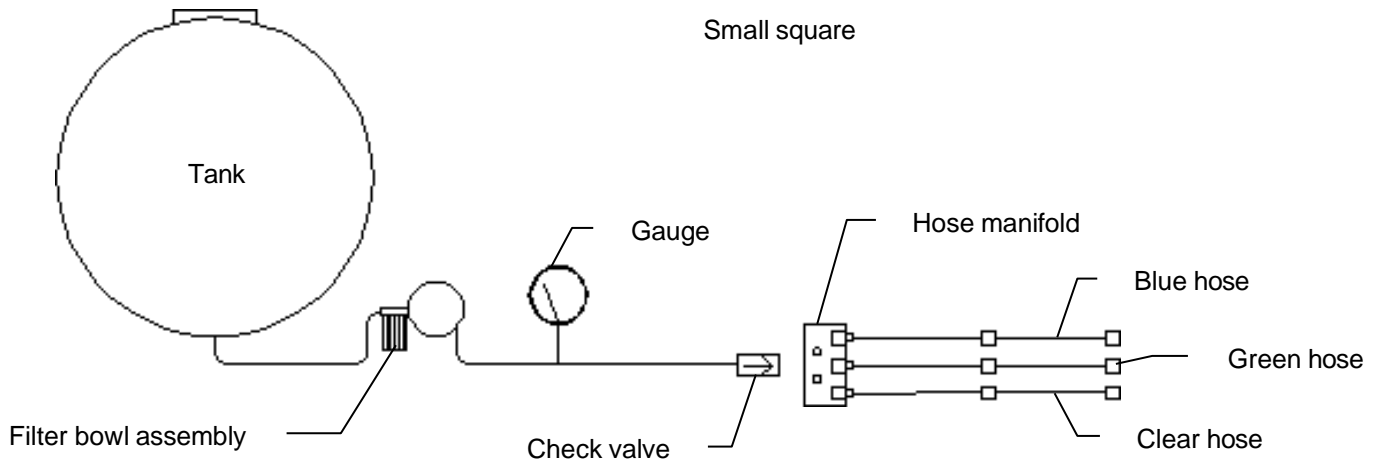 Small square
Tank
Gauge
Hose manifold
Blue hose
Green hose
Filter bowl assembly
Check valve
Clear hose